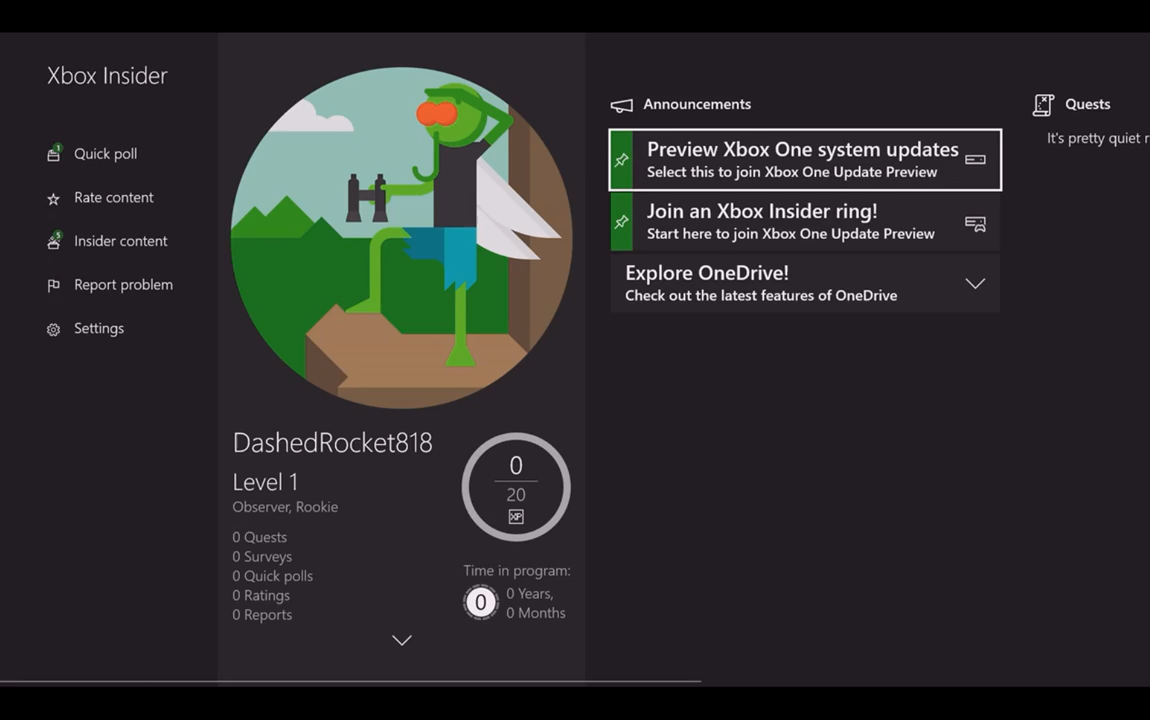 Xbox Insider
1
Quick poll
Rate content
5
Insider content
Report problem
Settings
DashedRocket818
Level 1
Observer, Rookie
0 Quests
0 Surveys
0 Quick polls
0 Ratings
0 Reports
0
20
XP
Time in program:
0
0 Years,
0 Months
Announcements
Preview Xbox One system updates
Select this to join Xbox One Update Preview
Join an Xbox Insider ring!
Start here to join Xbox One Update Preview
Explore OneDrive!
Check out the latest features of OneDrive
Quests
It's pretty quiet r